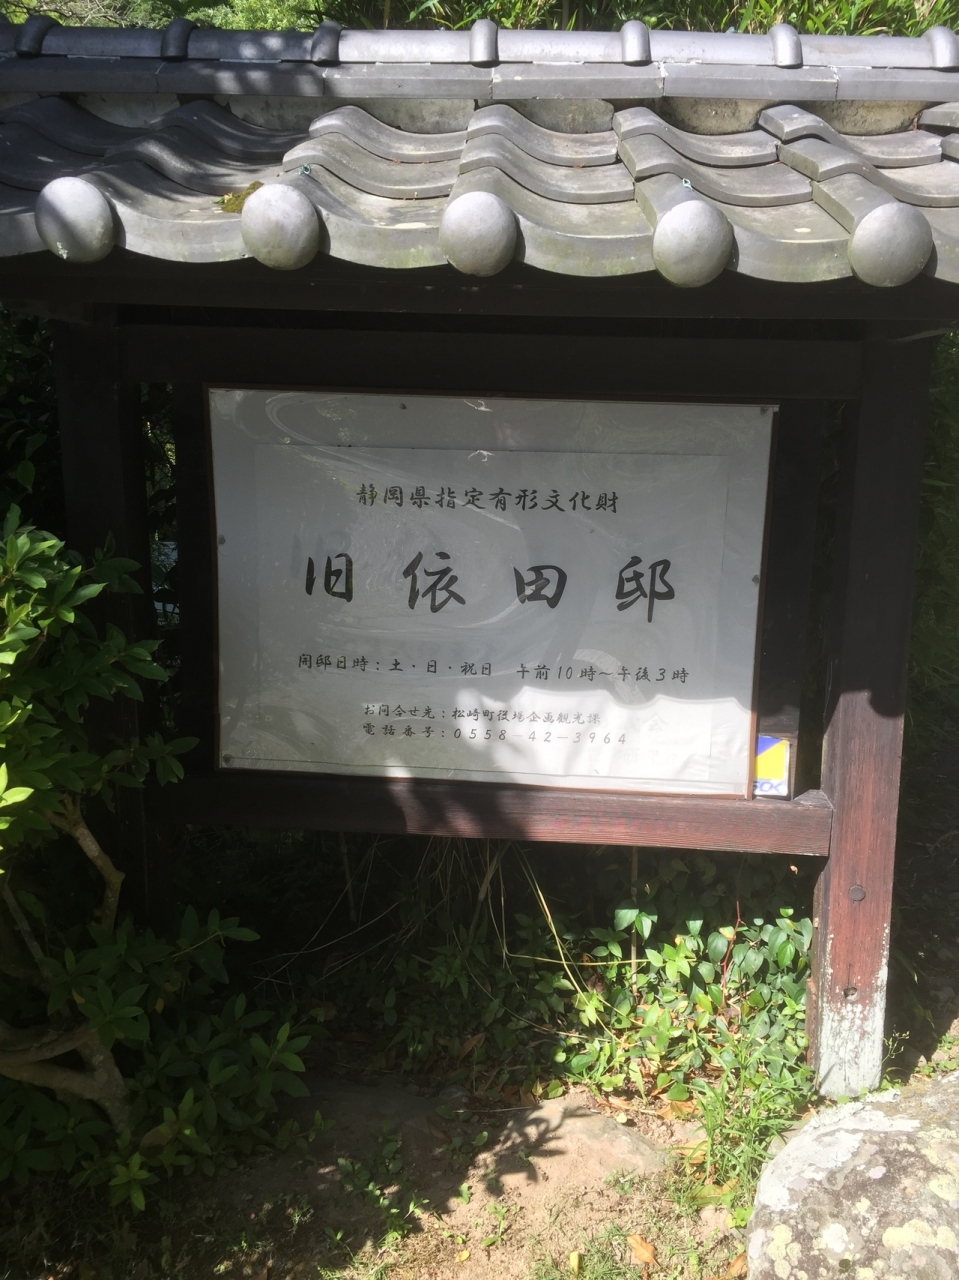 静岡県指定有形文化財
旧依田邸
開邸日時：土・日・祝日　午前10時～午後3時
お問合せ先：松崎町役場企画観光課
電話番号：0558－42－3964